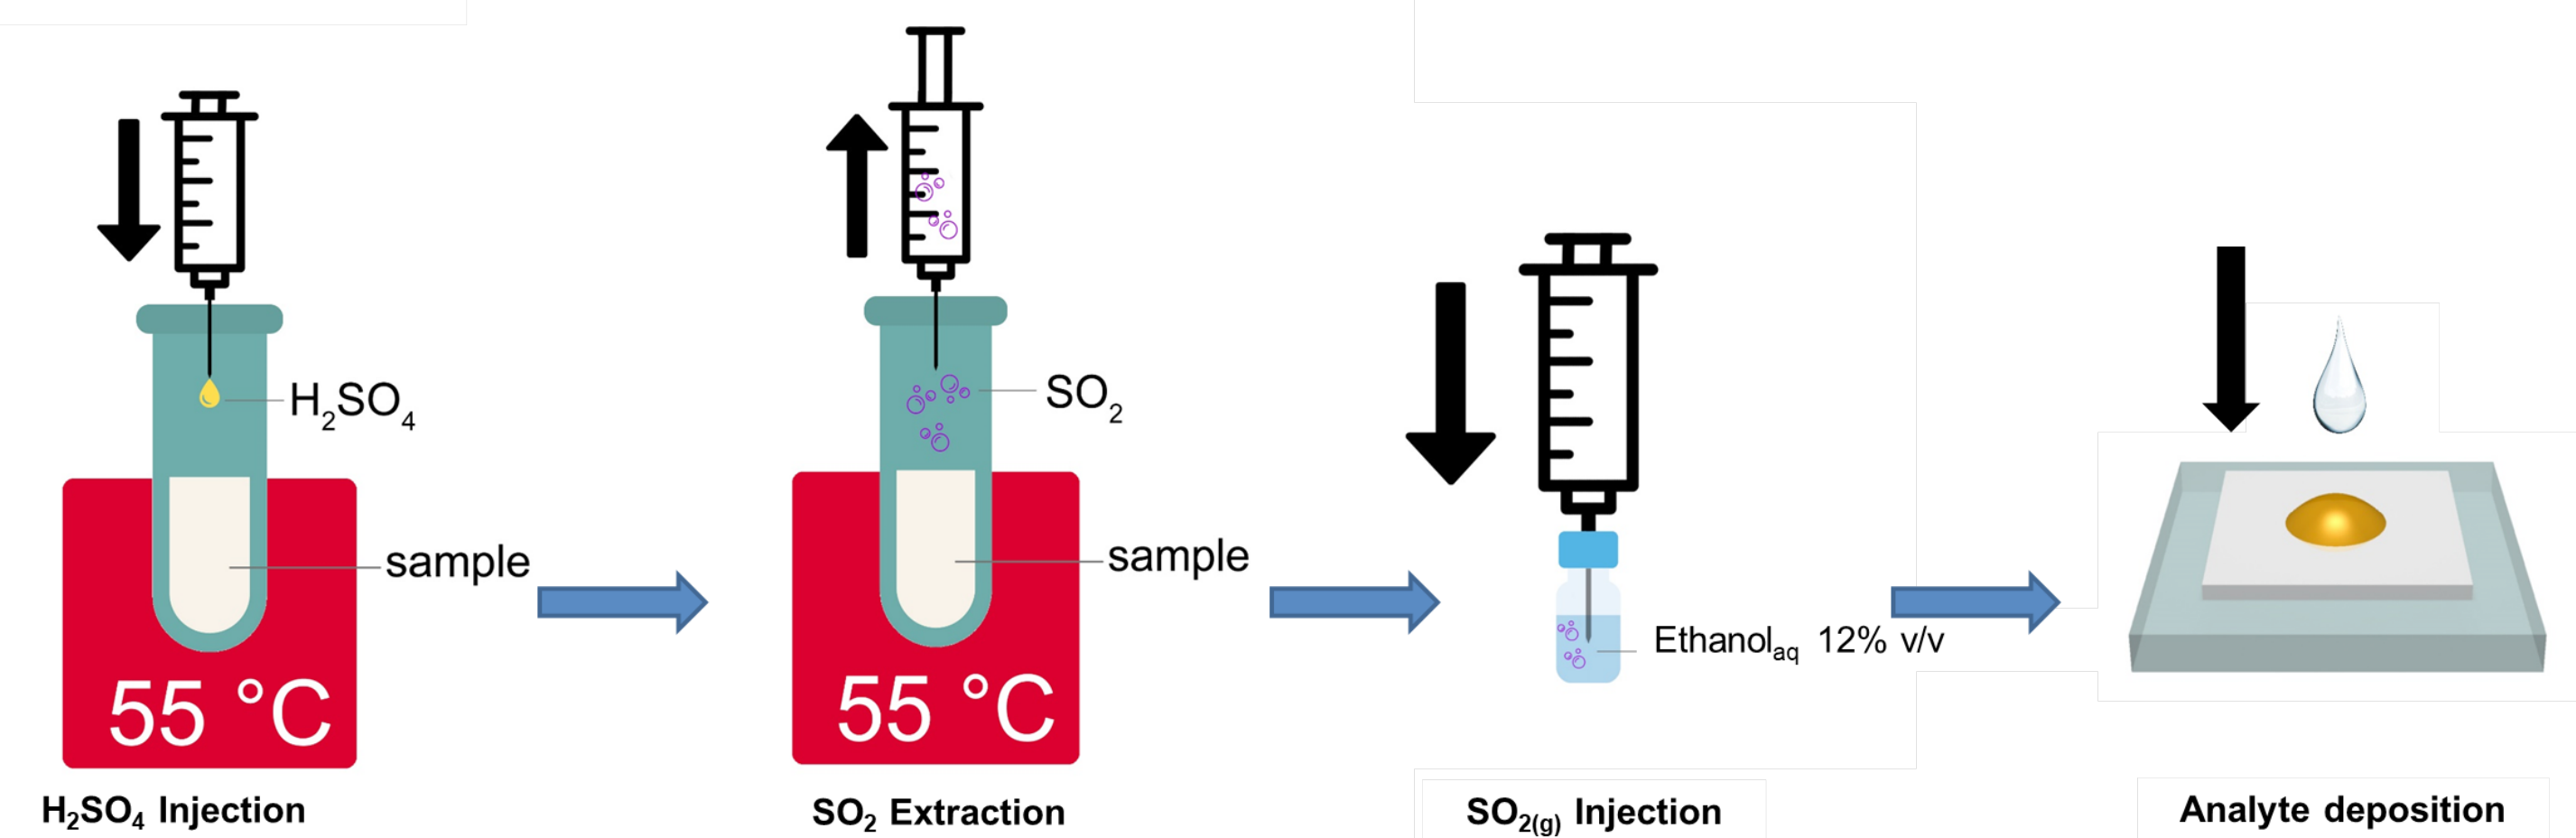 H₂SO₄
sample
55 °C
H₂SO₄ Injection
SO₂
sample
55 °C
SO₂ Extraction
Ethanolaq 12% v/v
SO₂(g) Injection
Analyte deposition